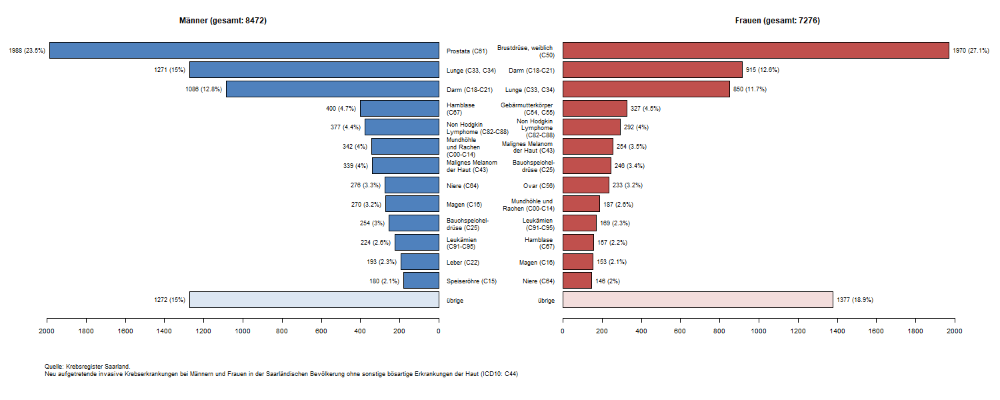 Männer (gesamt: 8472)
Frauen (gesamt: 7276)
1988 (23.5%)
Prostata (C61)
1271 (15%)
Lunge (C33, C34)
1086 (12.8%)
Darm (C18-C21)
400 (4.7%)
Harnblase
(C67)
377 (4.4%)
Non Hodgkin
Lymphome (C82-C88)
342 (4%)
Mundhöhle
und Rachen
(C00-C14)
339 (4%)
Malignes Melanom
der Haut (C43)
276 (3.3%)
Niere (C64)
270 (3.2%)
Magen (C16)
254 (3%)
Bauchspeichel-
drüse (C25)
224 (2.6%)
Leukämien
(C91-C95)
193 (2.3%)
Leber (C22)
180 (2.1%)
Speiseröhre (C15)
1272 (15%)
übrige
2000 1800 1600 1400 1200 1000 800 600 400 200 0
Brustdrüse, weiblich
(C50)
1970 (27.1%)
Darm (C18-C21)
915 (12.6%)
Lunge (C33, C34)
850 (11.7%)
Gebärmutterkörper
(C54, C55)
327 (4.5%)
Non Hodgkin
Lymphome
(C82-C88)
292 (4%)
Malignes Melanom
der Haut (C43)
254 (3.5%)
Bauchspeichel-
drüse (C25)
246 (3.4%)
Ovar (C56)
233 (3.2%)
Mundhöhle und
Rachen (C00-C14)
187 (2.6%)
Leukämien
(C91-C95)
169 (2.3%)
Harnblase
(C67)
157 (2.2%)
Magen (C16)
153 (2.1%)
Niere (C64)
146 (2%)
übrige
1377 (18.9%)
0 200 400 600 800 1000 1200 1400 1600 1800 2000
Quelle: Krebsregister Saarland.
Neu aufgetretende invasive Krebserkrankungen bei Männern und Frauen in der Saarländischen Bevölkerung ohne sonstige bösartige Erkrankungen der Haut (ICD10: C44)